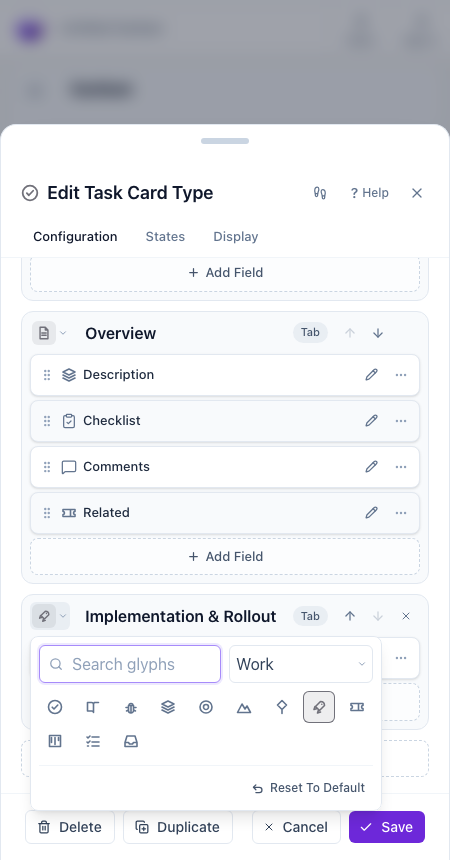 Edit Task Card Type
? Help
Configuration
States
Display
Add Field
Overview
Tab
Description
Checklist
Comments
Related
Add Field
Implementation & Rollout
Tab
Search glyphs
Work
Reset To Default
Delete
Duplicate
Cancel
Save